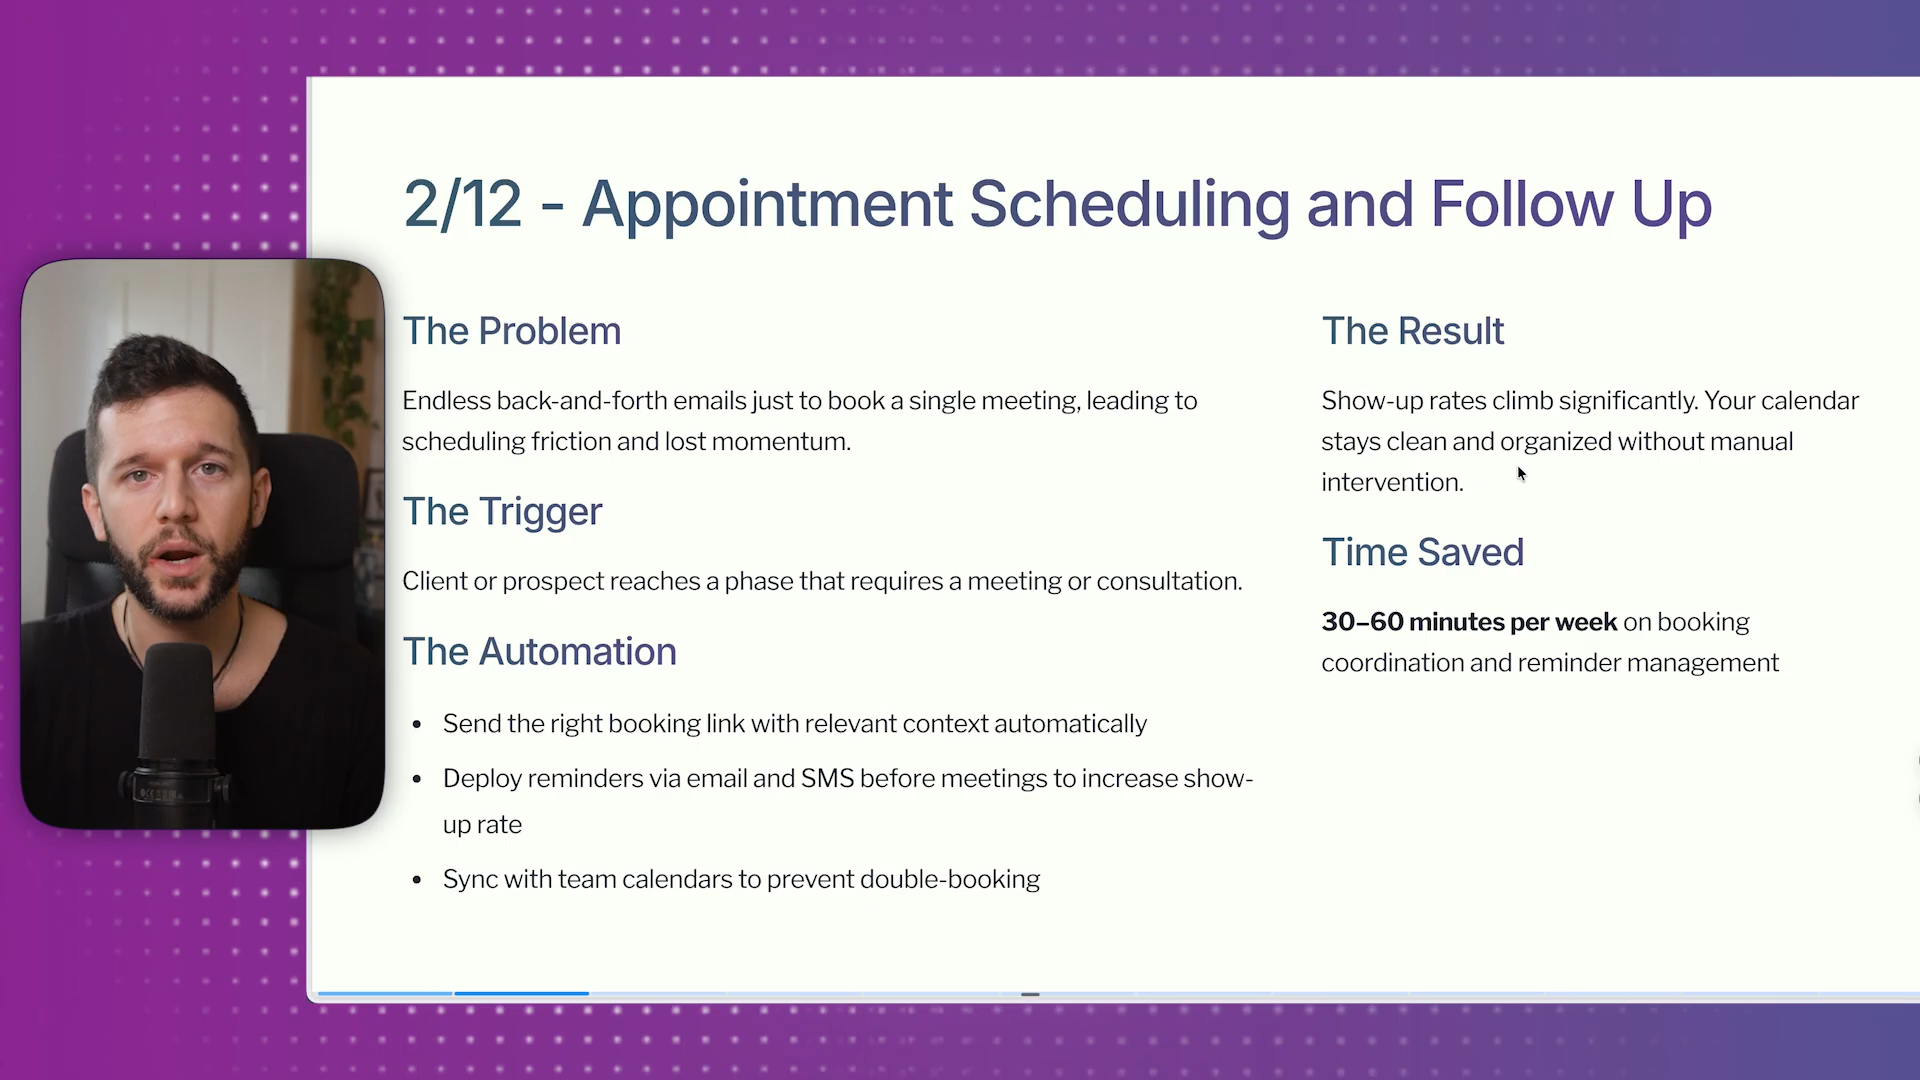 2/12 - Appointment Scheduling and Follow Up
The Problem
Endless back-and-forth emails just to book a single meeting, leading to
scheduling friction and lost momentum.
The Trigger
Client or prospect reaches a phase that requires a meeting or consultation.
The Automation
• Send the right booking link with relevant context automatically
• Deploy reminders via email and SMS before meetings to increase show-
up rate
• Sync with team calendars to prevent double-booking
The Result
Show-up rates climb significantly. Your calendar
stays clean and organized without manual
intervention.
Time Saved
30–60 minutes per week on booking
coordination and reminder management